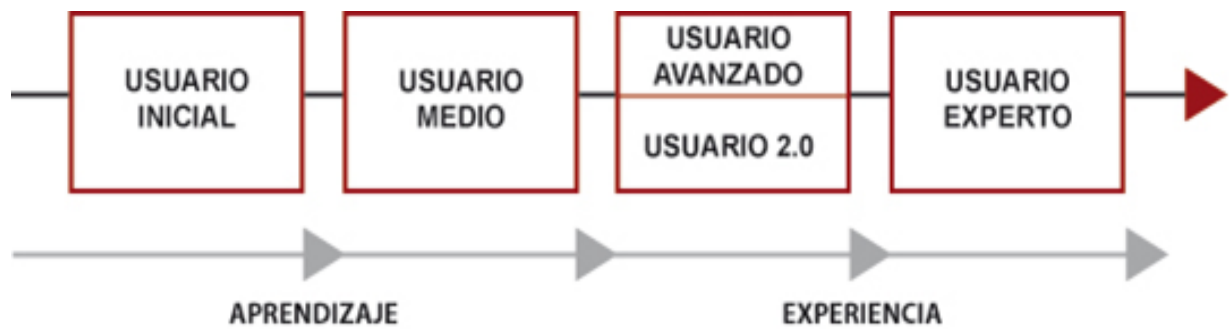 USUARIO
INICIAL
USUARIO
MEDIO
USUARIO
AVANZADO
USUARIO 2.0
USUARIO
EXPERTO
APRENDIZAJE
EXPERIENCIA